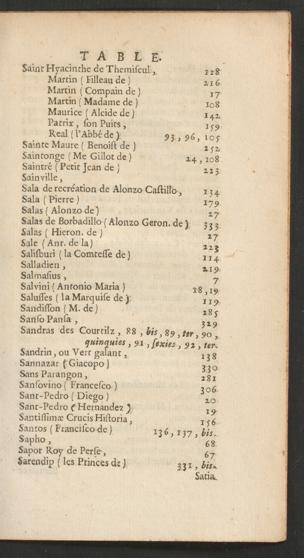 TABLE.
Saint Hyacinthe de Themiseul, 228
Martin (Filleau de) 216
Martin (Compain de) 17
Martin (Madame de) 108
Maurice (Alcide de) 142
Patrix, ſon Puits, 159
Real (l'Abbé de) 93, 96, 105
Sainte Maure (Benoiſt de) 252
Saintonge (Me Gillot de) 24, 108
Saintré (Petit Jean de) 223
Sainville,
Sala de recréation de Alonzo Caſtillo, 134
Sala (Pierre) 179
Salas (Alonzo de) 27
Salas de Borbadillo (Alonzo Geron. de) 333
Salas (Hieron. de) 27
Sale (Ant. de la) 223
Saliſburi (la Comteſſe de) 114
Salladien, 219
Salmaſius, 7
Salvini (Antonio Maria) 18, 19
Saluſſes (la Marquiſe de) 119
Sandiſſon (M. de) 285
Sanſo Panſa, 329
Sandras des Courtilz, 88, bis, 89, ter, 90,
quinquies, 91, ſexies, 92, ter.
Sandrin, ou Vert galant, 138
Sannazar (Giacopo) 330
Sans Parangon, 281
Sanſovino (Franceſco) 306
Sant-Pedro (Diego) 20
Sant-Pedro (Hernandez) 19
Santiſſimæ Crucis Hiſtoria, 156
Santos (Franciſco de) 136, 137, bis.
Sapho, 68
Sapor Roy de Perſe, 67
Sarendip (les Princes de) 331, bis.
Satia